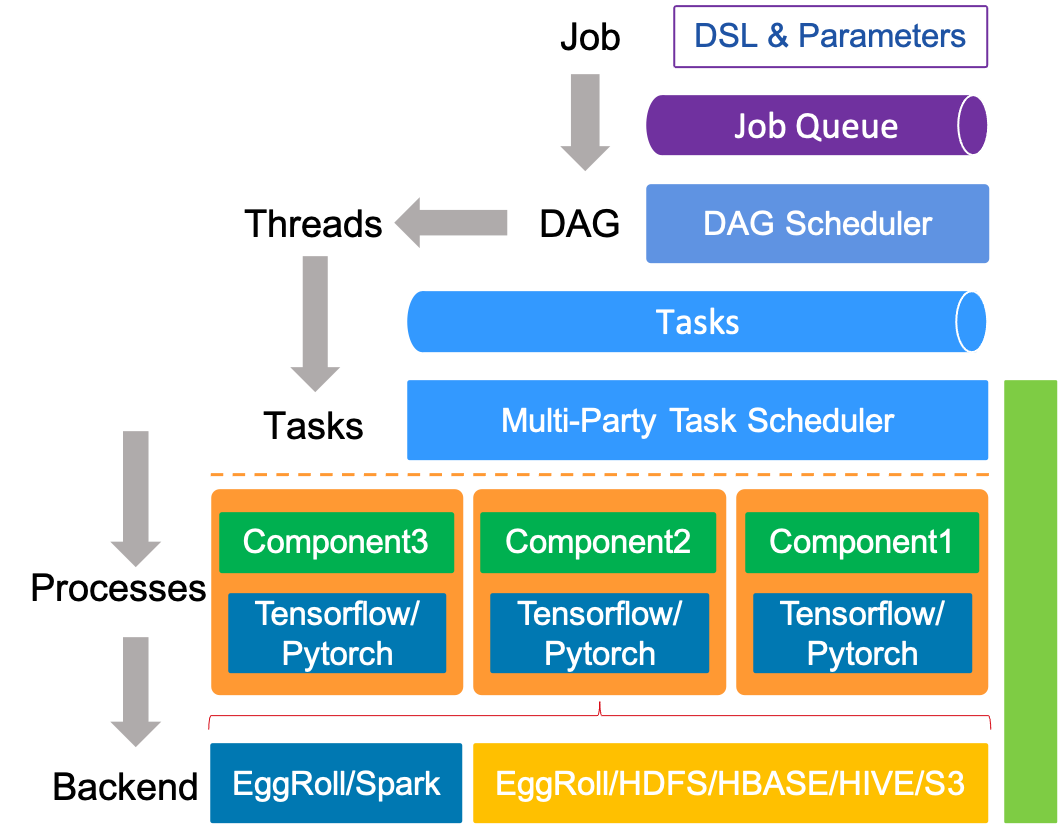 Job
DSL & Parameters
Job Queue
Threads
DAG
DAG Scheduler
Tasks
Tasks
Multi-Party Task Scheduler
Component3
Component2
Component1
Processes
Tensorflow/
Pytorch
Tensorflow/
Pytorch
Tensorflow/
Pytorch
Backend
EggRoll/Spark
EggRoll/HDFS/HBASE/HIVE/S3